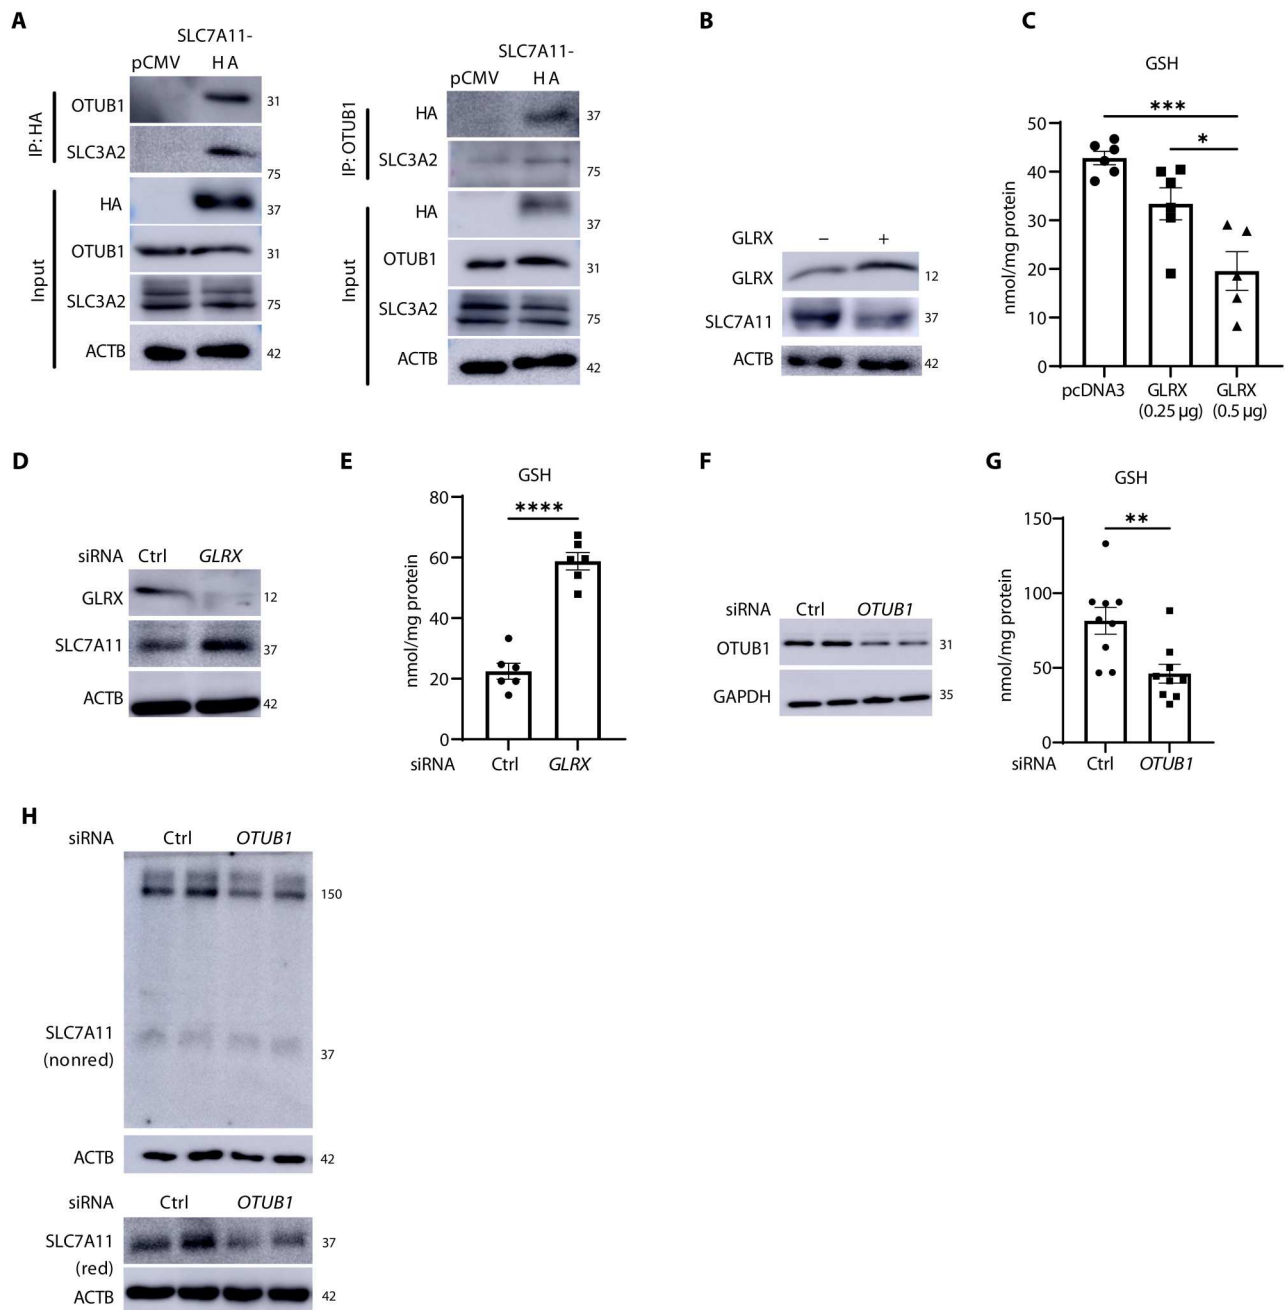 A
SLC7A11-
pCMV HA
IP: HA
OTUB1 31
SLC3A2 75
Input
HA 37
OTUB1 31
SLC3A2 75
ACTB 42
SLC7A11-
pCMV HA
IP: OTUB1
HA 37
SLC3A2 75
Input
HA 37
OTUB1 31
SLC3A2 75
ACTB 42
B
GLRX − +
GLRX 12
SLC7A11 37
ACTB 42
C
GSH
***
*
nmol/mg protein
50
40
30
20
10
0
pcDNA3 GLRX GLRX
(0.25 µg) (0.5 µg)
D
siRNA Ctrl GLRX
GLRX 12
SLC7A11 37
ACTB 42
E
GSH
****
nmol/mg protein
80
60
40
20
0
siRNA Ctrl GLRX
F
siRNA Ctrl OTUB1
OTUB1 31
GAPDH 35
G
GSH
**
nmol/mg protein
150
100
50
0
siRNA Ctrl OTUB1
H
siRNA Ctrl OTUB1
150
SLC7A11
(nonred) 37
ACTB 42
siRNA Ctrl OTUB1
SLC7A11 37
(red)
ACTB 42